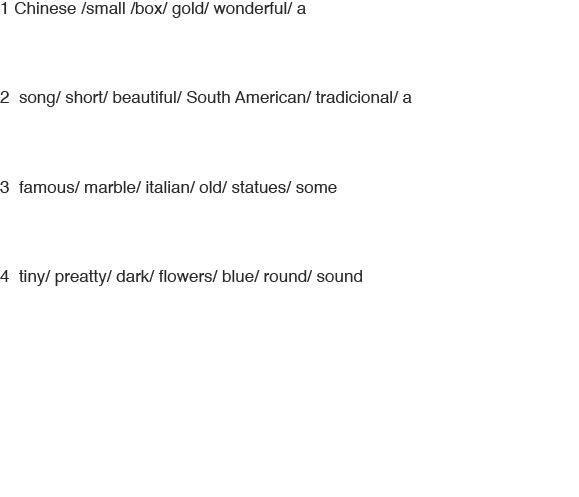 1 Chinese /small /box/ gold/ wonderful/ a
2  song/ short/ beautiful/ South American/ tradicional/ a
3  famous/ marble/ italian/ old/ statues/ some
4  tiny/ preatty/ dark/ flowers/ blue/ round/ sound